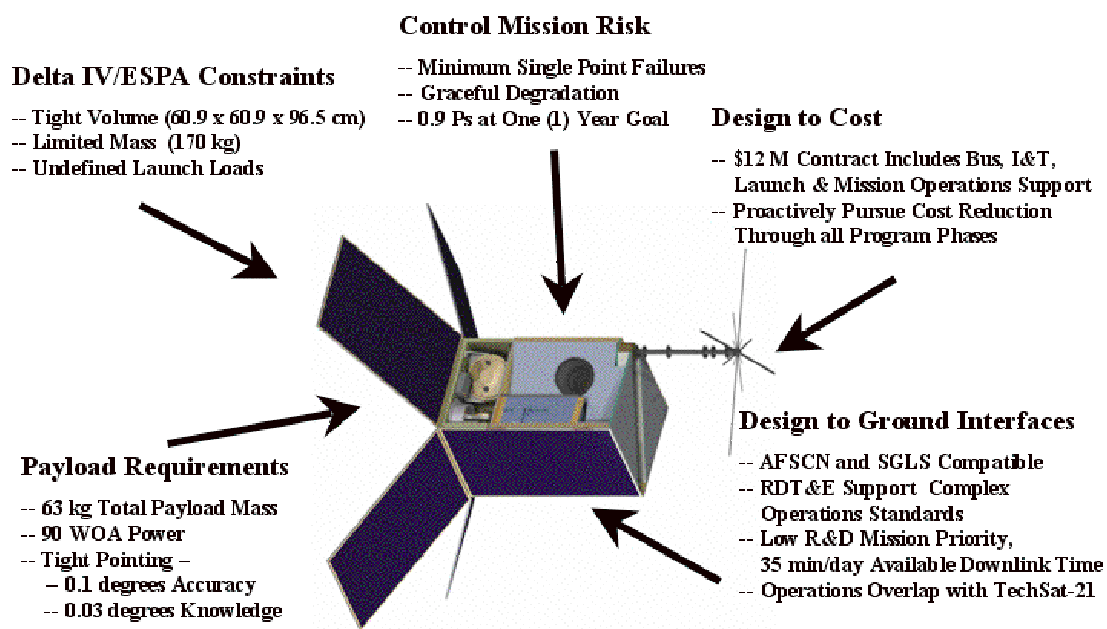 Control Mission Risk
-- Minimum Single Point Failures
-- Graceful Degradation
-- 0.9 Ps at One (1) Year Goal
Delta IV/ESPA Constraints
-- Tight Volume (60.9 x 60.9 x 96.5 cm)
-- Limited Mass (170 kg)
-- Undefined Launch Loads
Design to Cost
-- $12 M Contract Includes Bus, I&T,
Launch & Mission Operations Support
-- Proactively Pursue Cost Reduction
Through all Program Phases
Payload Requirements
-- 63 kg Total Payload Mass
-- 90 WOA Power
-- Tight Pointing –
– 0.1 degrees Accuracy
-- 0.03 degrees Knowledge
Design to Ground Interfaces
-- AFSCN and SGLS Compatible
-- RDT&E Support Complex
Operations Standards
-- Low R&D Mission Priority,
35 min/day Available Downlink Time
-- Operations Overlap with TechSat-21